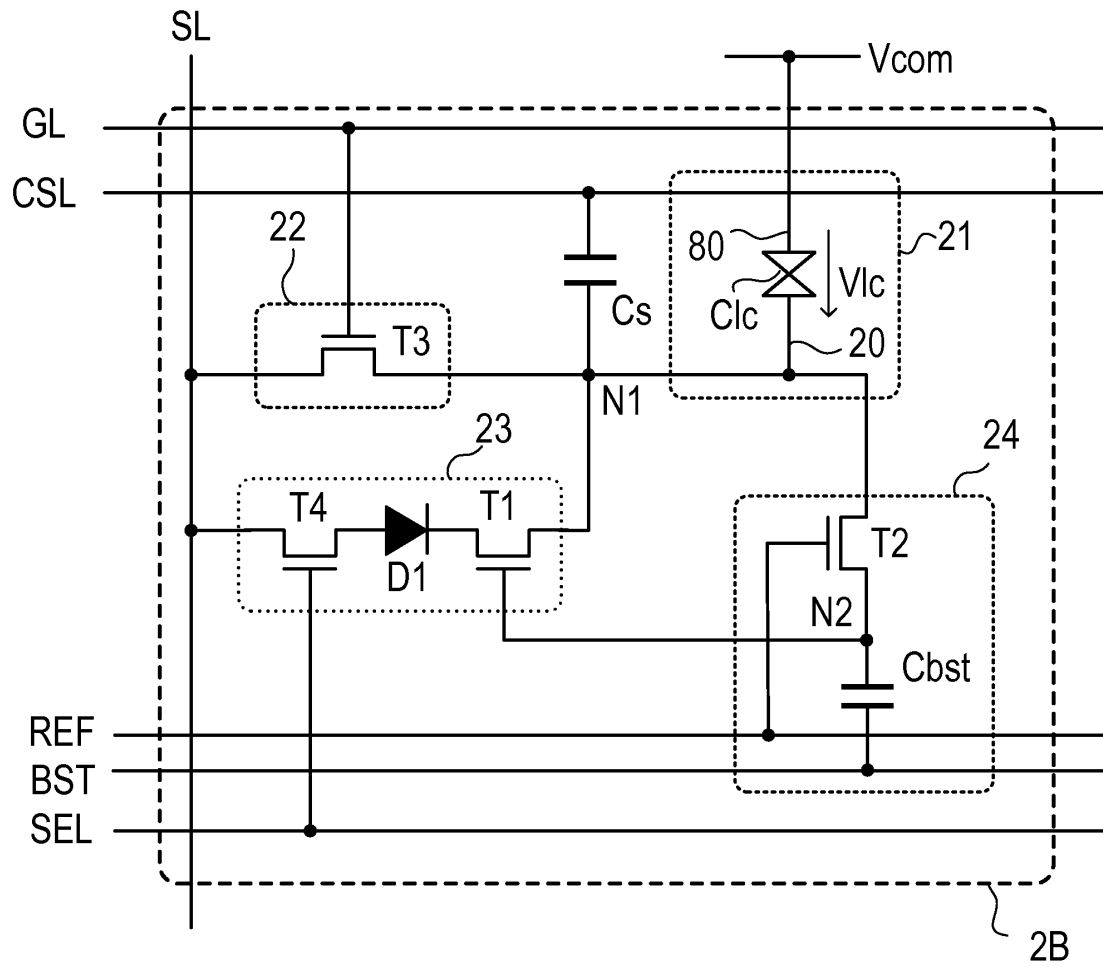 SL
Vcom
GL
CSL
22
80
21
Clc
Vlc
Cs
T3
20
N1
23
24
T4
T1
D1
T2
N2
Cbst
REF
BST
SEL
2B